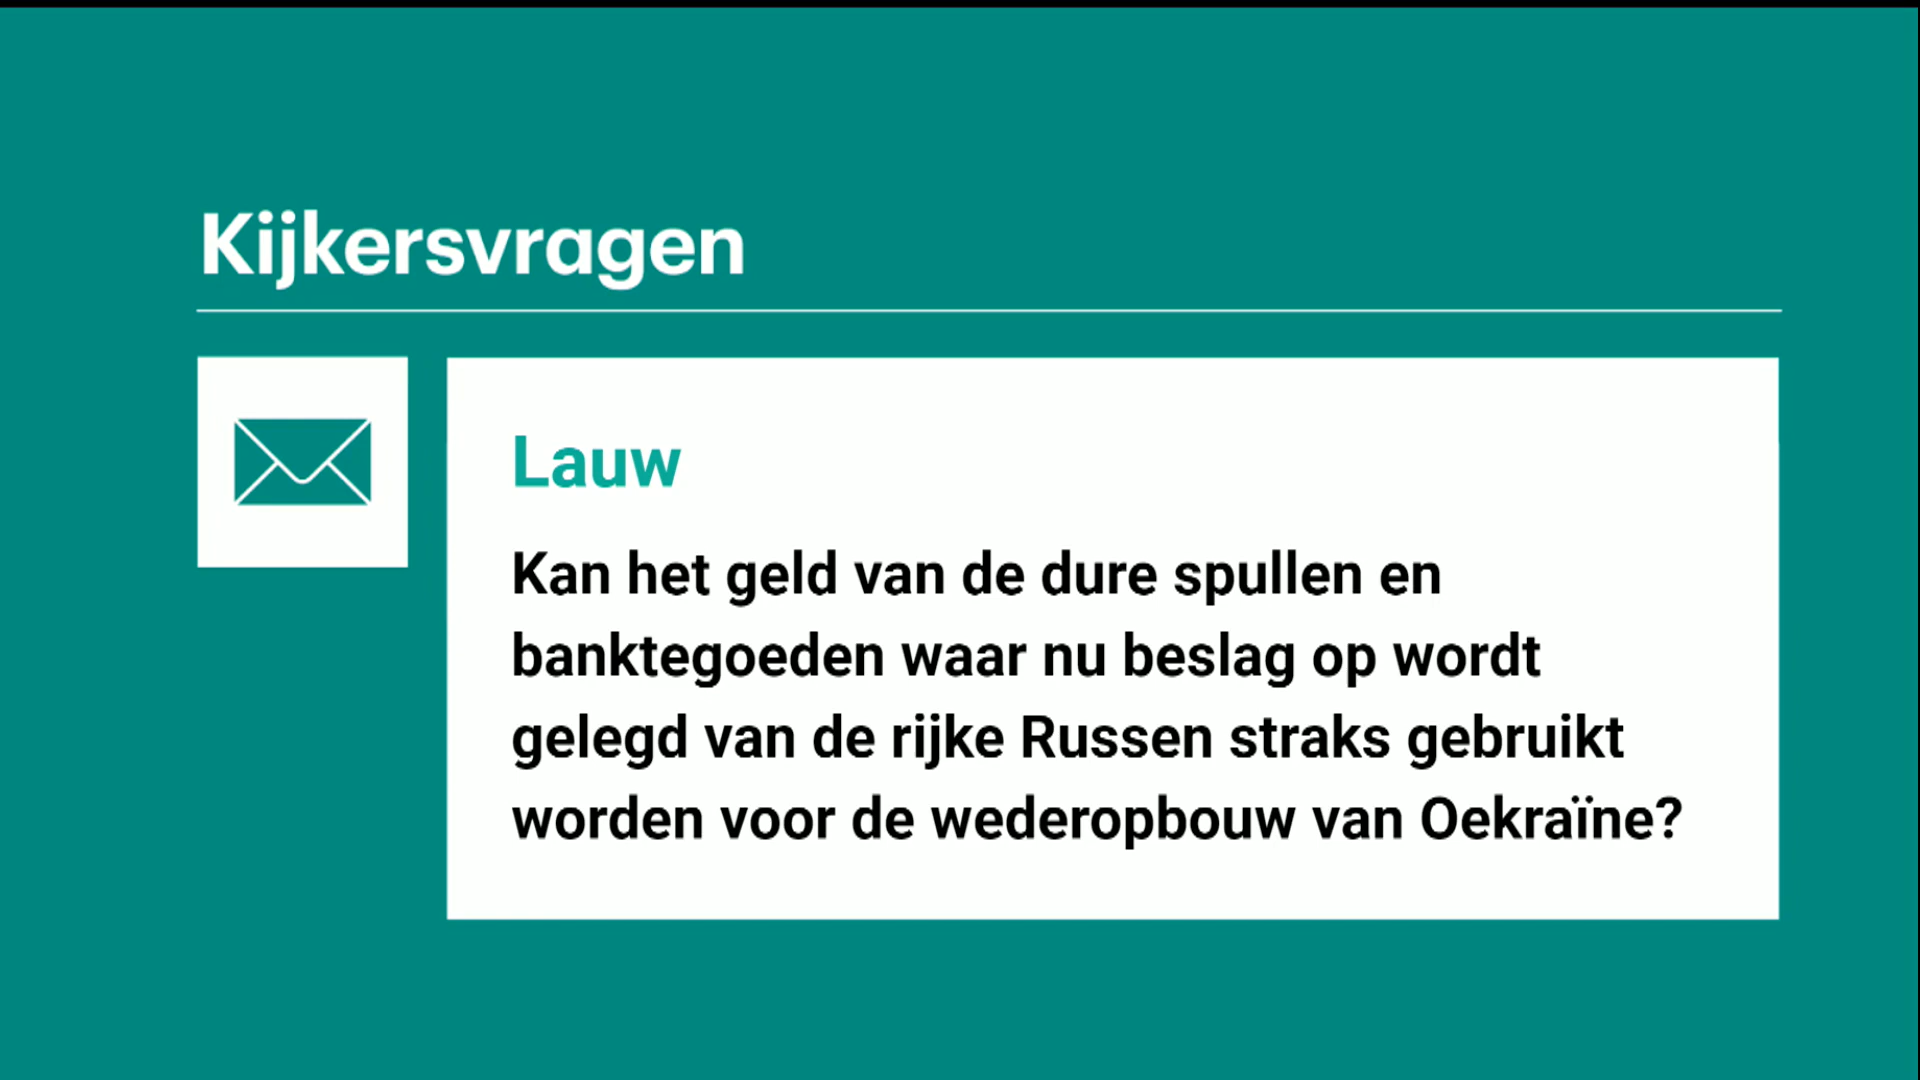 Kijkersvragen
Lauw
Kan het geld van de dure spullen en
banktegoeden waar nu beslag op wordt
gelegd van de rijke Russen straks gebruikt
worden voor de wederopbouw van Oekraïne?